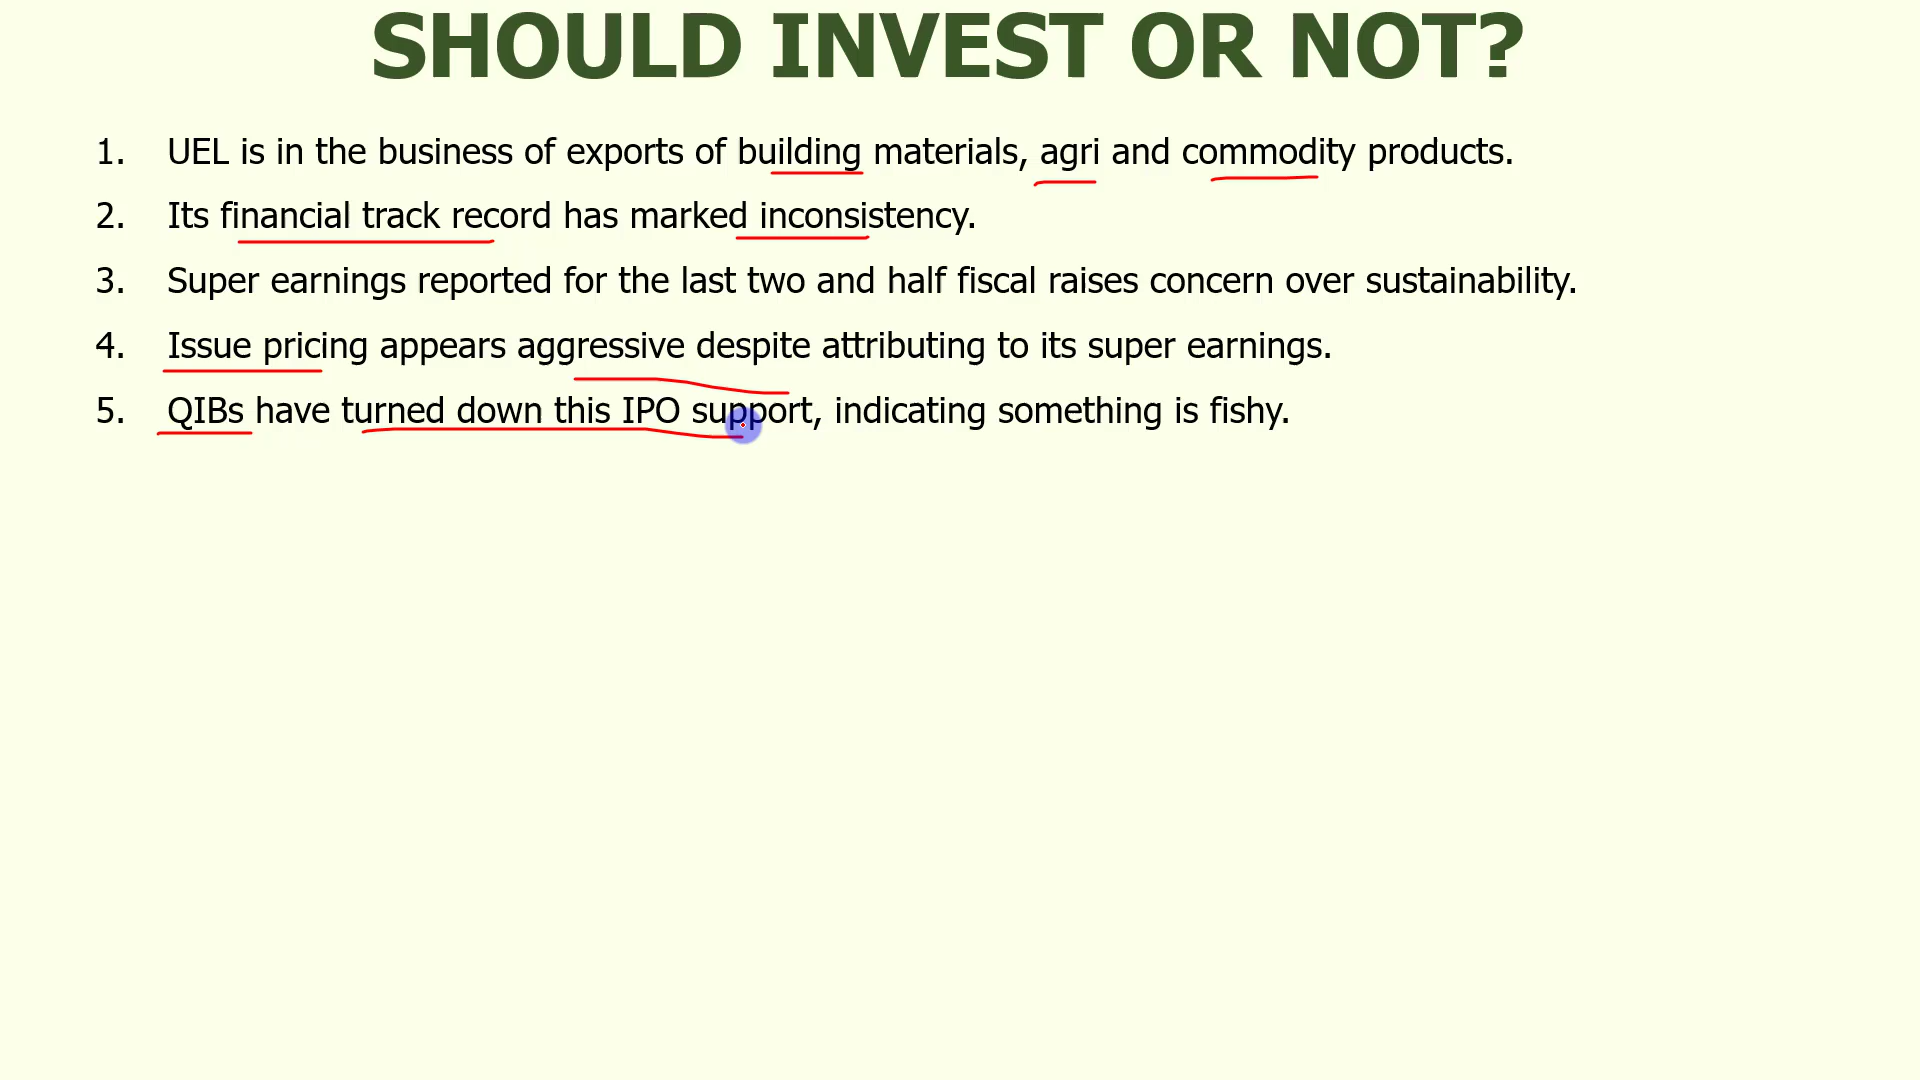 SHOULD INVEST OR NOT?
1. UEL is in the business of exports of building materials, agri and commodity products.
2. Its financial track record has marked inconsistency.
3. Super earnings reported for the last two and half fiscal raises concern over sustainability.
4. Issue pricing appears aggressive despite attributing to its super earnings.
5. QIBs have turned down this IPO support, indicating something is fishy.